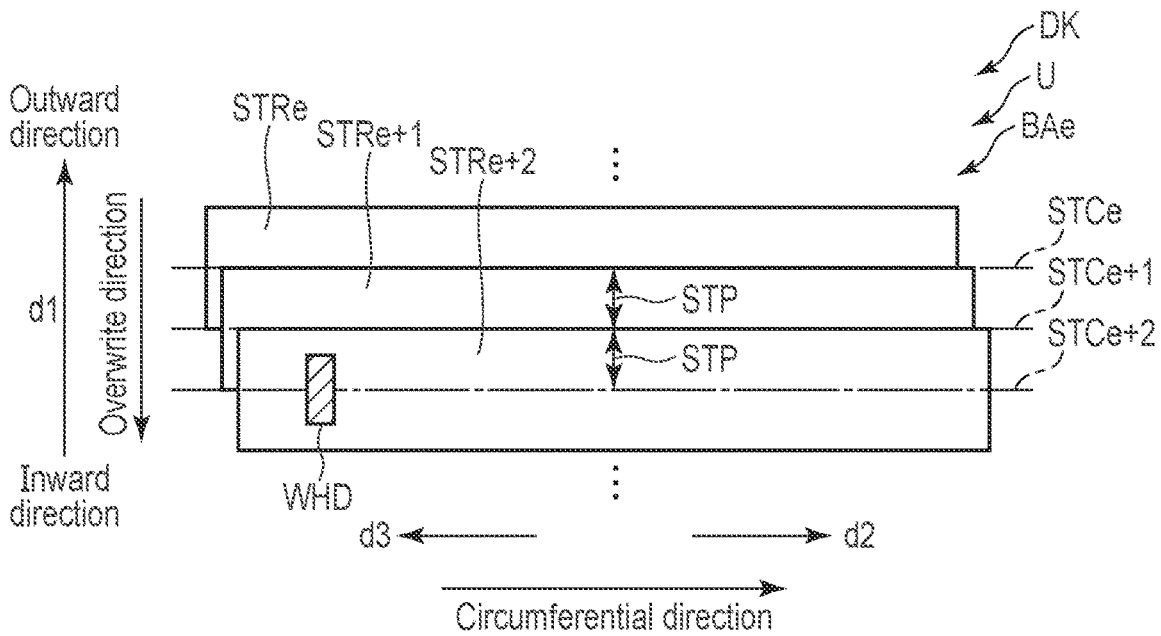 DK
U
BAe
Outward
direction
STRe
STRe+1
STRe+2
STCe
STCe+1
STCe+2
d1
Overwrite direction
STP
STP
Inward
direction
WHD
d3
d2
Circumferential direction